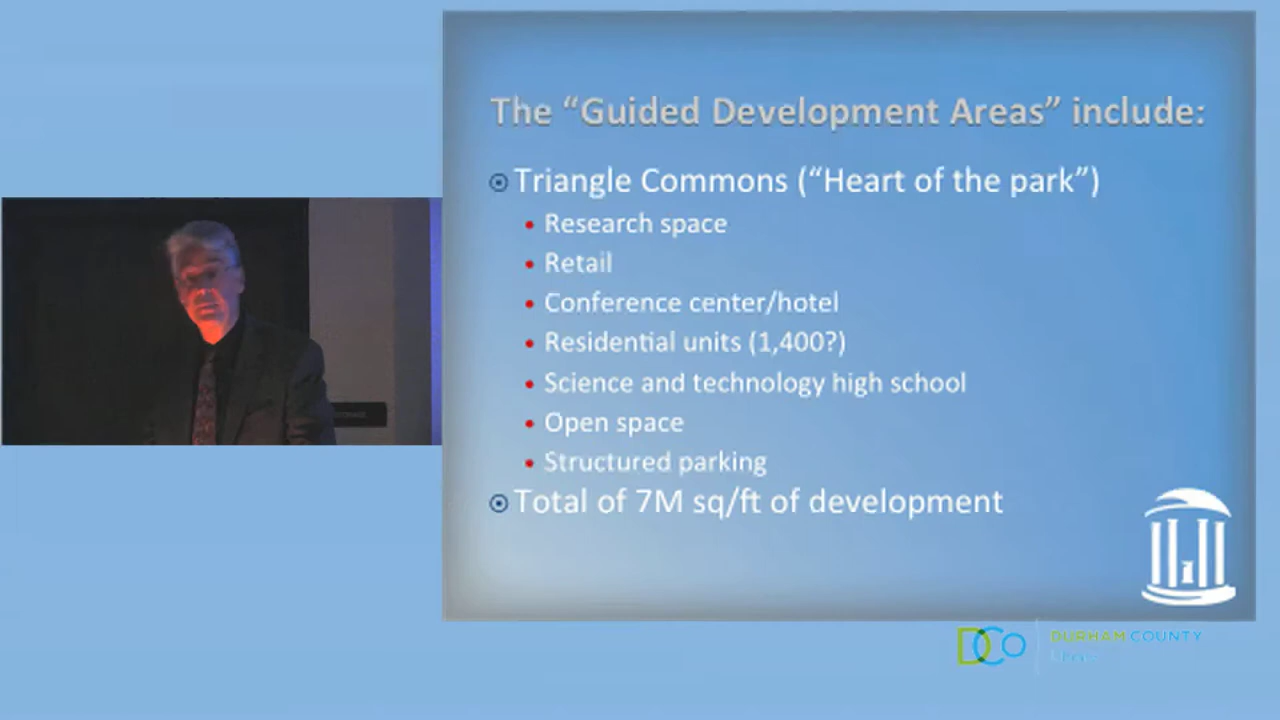 The “Guided Development Areas” include:
Triangle Commons (“Heart of the park”)
Research space
Retail
Conference center/hotel
Residential units (1,400?)
Science and technology high school
Open space
Structured parking
Total of 7M sq/ft of development
DCo
DURHAM COUNTY